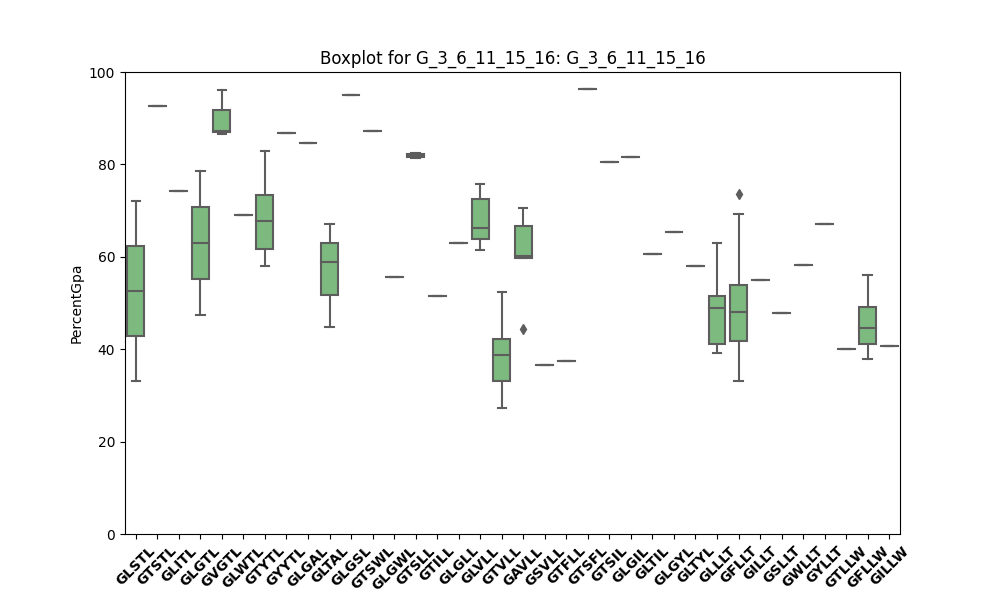 Boxplot for G_3_6_11_15_16: G_3_6_11_15_16
PercentGpa
100
80
60
40
20
0
GLSTL
GTSTL
GLITL
GLGTL
GVGTL
GLWTL
GTYTL
GYYTL
GLGAL
GLTAL
GLGSL
GTSWL
GLGWL
GTSLL
GTILL
GLGLL
GLVLL
GTVLL
GAVLL
GSVLL
GTFLL
GTSFL
GTSIL
GLGIL
GLTIL
GLGYL
GLTYL
GLLLT
GFLLT
GILLT
GSLLT
GWLLT
GYLLT
GTLLW
GFLLW
GILLW